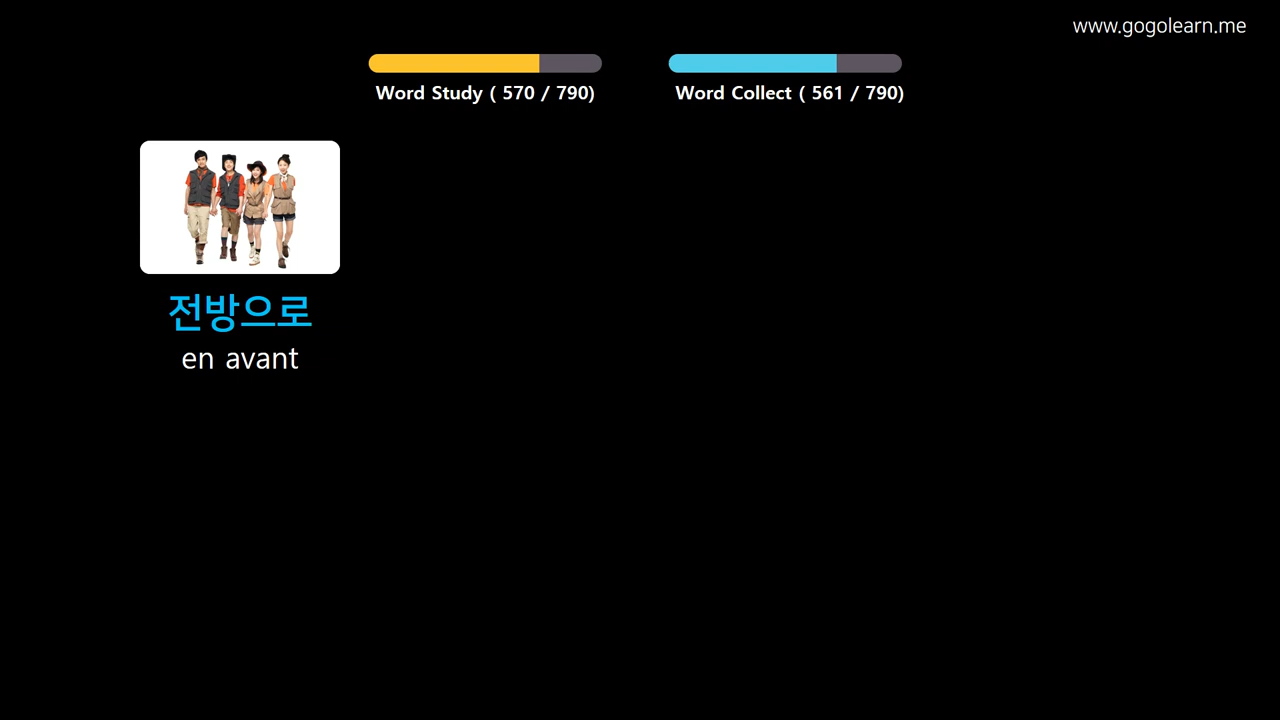 www.gogolearn.me
Word Study ( 570 / 790)
Word Collect ( 561 / 790)
전방으로
en avant